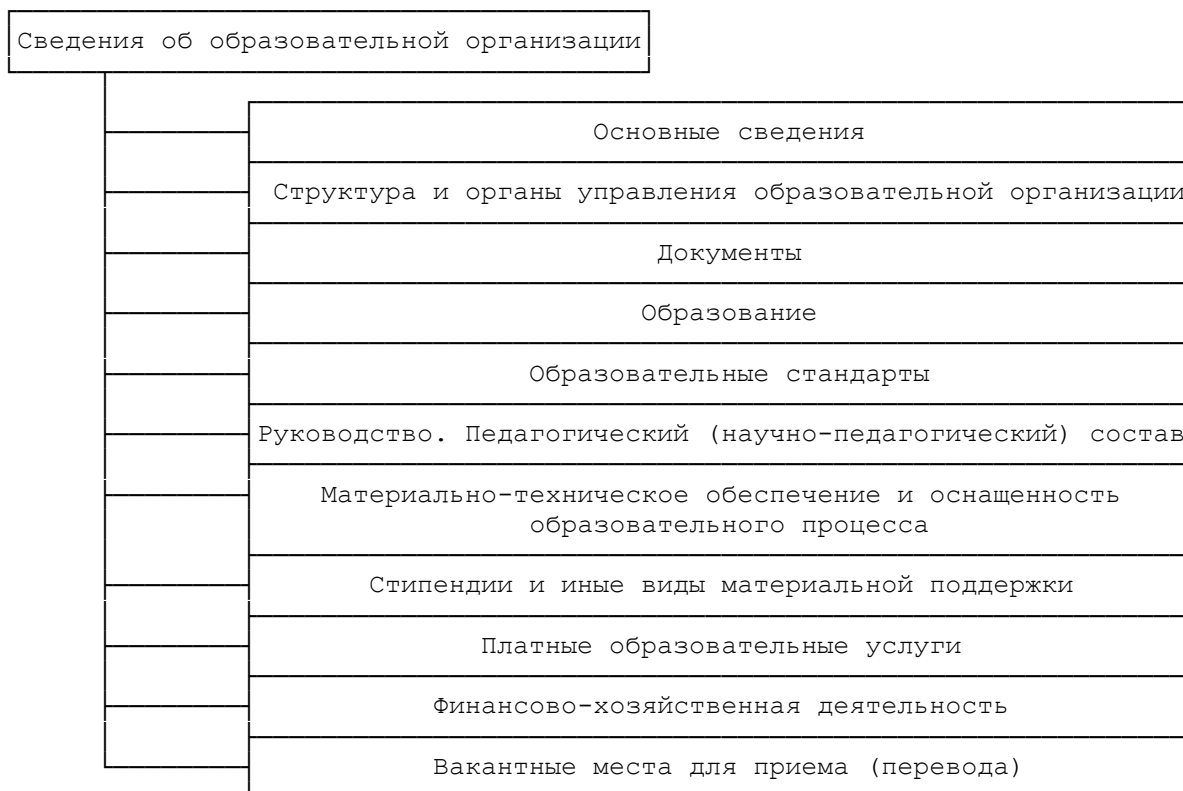 Сведения об образовательной организации
Основные сведения
Структура и органы управления образовательной организации
Документы
Образование
Образовательные стандарты
Руководство. Педагогический (научно-педагогический) состав
Материально-техническое обеспечение и оснащенность
образовательного процесса
Стипендии и иные виды материальной поддержки
Платные образовательные услуги
Финансово-хозяйственная деятельность
Вакантные места для приема (перевода)